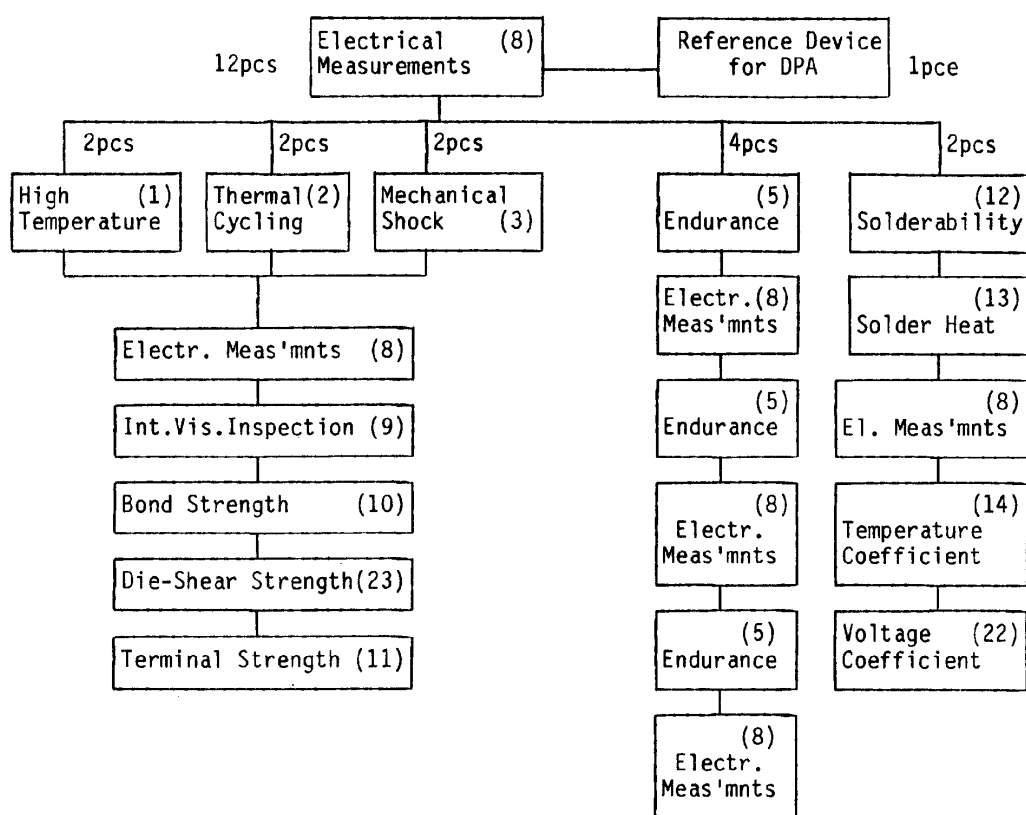 Electrical (8)
Measurements
12pcs
Reference Device
for DPA
1pce
2pcs
2pcs
2pcs
4pcs
2pcs
High (1)
Temperature
Thermal(2)
Cycling
Mechanical
Shock (3)
(5)
Endurance
(12)
Solderability
Electr.(8)
Meas'mnts
(13)
Solder Heat
Electr. Meas'mnts (8)
(5)
Endurance
(8)
El. Meas'mnts
Int.Vis.Inspection (9)
Bond Strength (10)
(8)
Electr.
Meas'mnts
(14)
Temperature
Coefficient
Die-Shear Strength(23)
Terminal Strength (11)
(5)
Endurance
Voltage (22)
Coefficient
(8)
Electr.
Meas'mnts